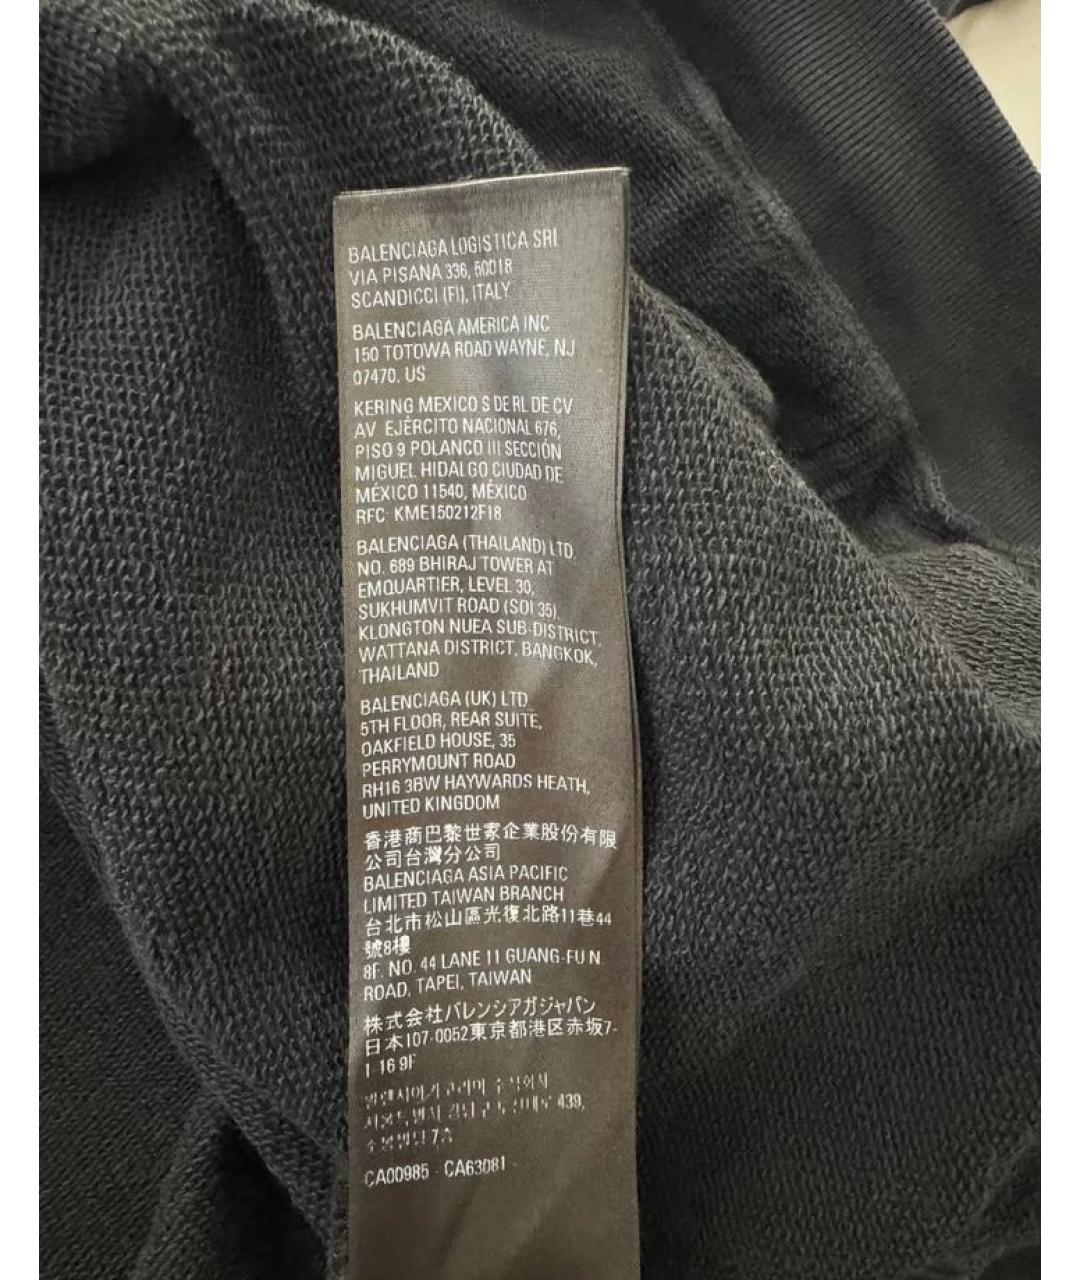 BALENCIAGA LOGISTICA SRL
VIA PISANA 336, 50018
SCANDICCI (FI), ITALY
BALENCIAGA AMERICA INC
150 TOTOWA ROAD WAYNE, NJ
07470. US
KERING MEXICO S DE RL DE CV
AV EJÈRCITO NACIONAL 676,
PISO 9 POLANCO III SECCIÓN
MIGUEL HIDALGO CIUDAD DE
MÉXICO 11540, MÉXICO
RFC: KME150212F18
BALENCIAGA (THAILAND) LTD.
NO. 689 BHIRAJ TOWER AT
EMQUARTIER, LEVEL 30,
SUKHUMVIT ROAD (SOI 35),
KLONGTON NUEA SUB-DISTRICT,
WATTANA DISTRICT, BANGKOK,
THAILAND
BALENCIAGA (UK) LTD
5TH FLOOR, REAR SUITE,
OAKFIELD HOUSE, 35
PERRYMOUNT ROAD
RH16 3BW HAYWARDS HEATH,
UNITED KINGDOM
香港商巴黎世家企業股份有限
公司台灣分公司
BALENCIAGA ASIA PACIFIC
LIMITED TAIWAN BRANCH
台北市松山區光復北路11巷44
號8樓
8F. NO. 44 LANE 11 GUANG-FU N.
ROAD, TAPEI, TAIWAN
株式会社バレンシアガジャパン
日本107-0052東京都港区赤坂7-
1-16 9F
439,
7층
CA00985 - CA63081